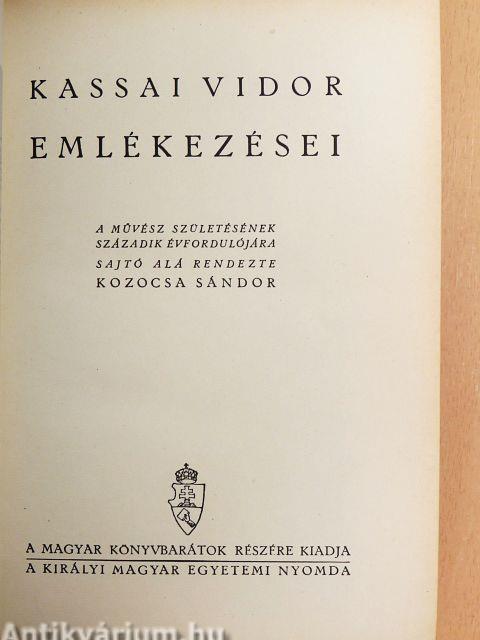 KASSAI VIDOR
EMLÉKEZÉSEI
A MŰVÉSZ SZÜLETÉSÉNEK
SZÁZADIK ÉVFORDULÓJÁRA
SAJTÓ ALÁ RENDEZTE
KOZOCSA SÁNDOR
A MAGYAR KÖNYVBARÁTOK RÉSZÉRE KIADJA
A KIRÁLYI MAGYAR EGYETEMI NYOMDA
Antikvárium.hu